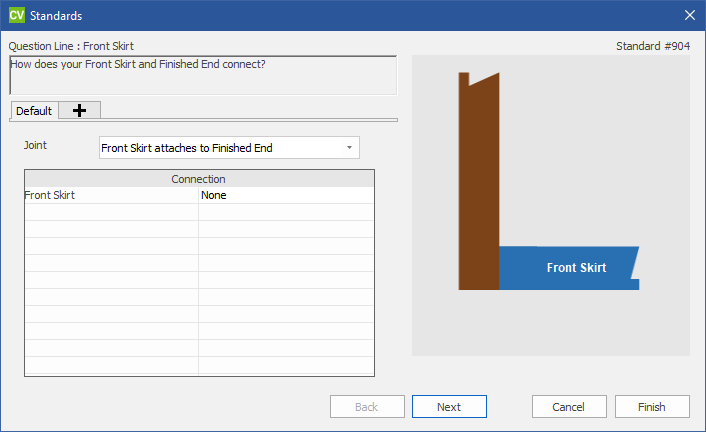 CV Standards
Question Line : Front Skirt
Standard #904
How does your Front Skirt and Finished End connect?
Default
Joint
Front Skirt attaches to Finished End
Connection
Front Skirt None
Front Skirt
Back Next Cancel Finish